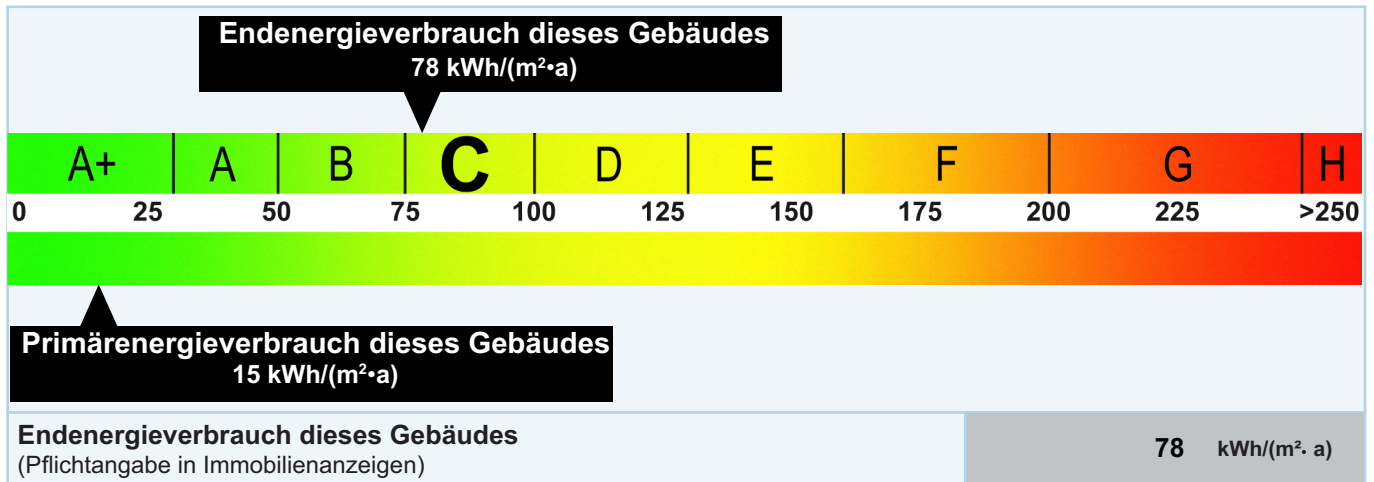 Endenergieverbrauch dieses Gebäudes
78 kWh/(m²•a)
A+ A B C D E F G H
0 25 50 75 100 125 150 175 200 225 >250
Primärenergieverbrauch dieses Gebäudes
15 kWh/(m²•a)
Endenergieverbrauch dieses Gebäudes 78 kWh/(m²· a)
(Pflichtangabe in Immobilienanzeigen)